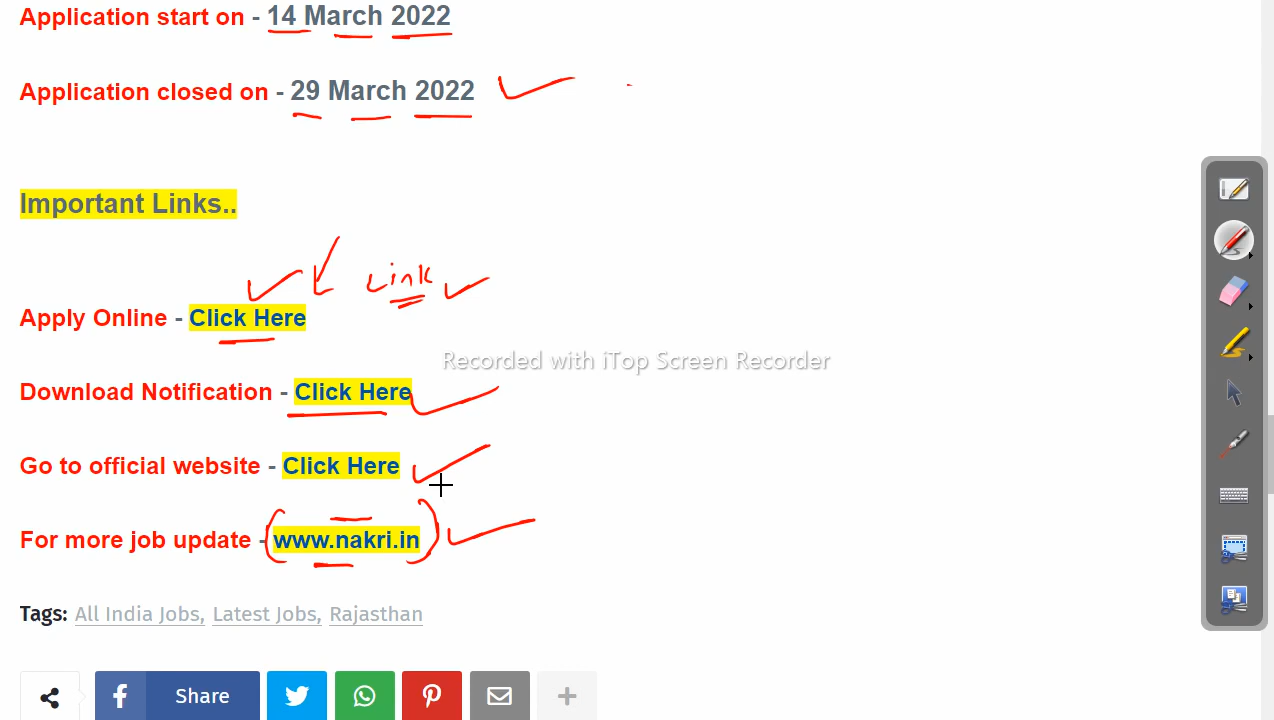 Application start on - 14 March 2022
Application closed on - 29 March 2022
Important Links..
Link
Apply Online - Click Here
Recorded with iTop Screen Recorder
Download Notification - Click Here
Go to official website - Click Here
For more job update - www.nakri.in
Tags: All India Jobs, Latest Jobs, Rajasthan
Share